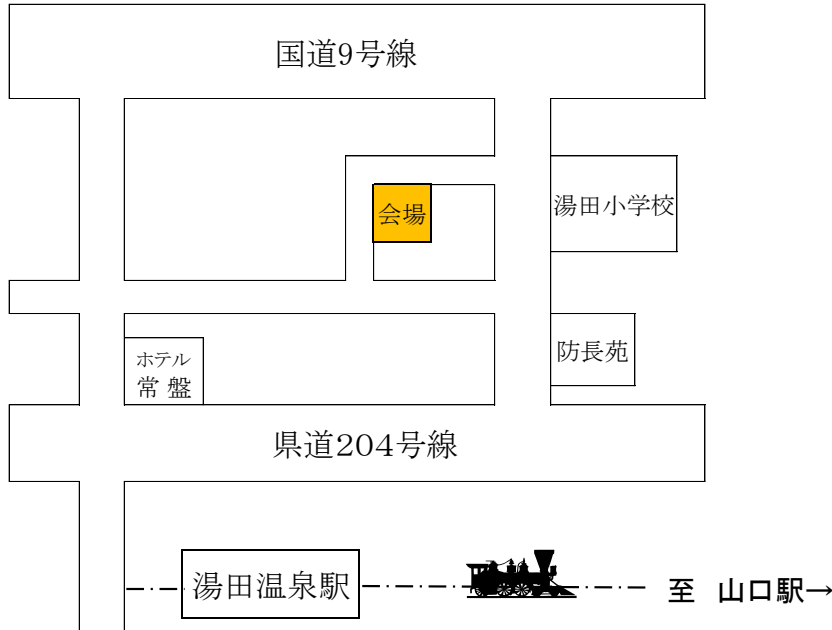 国道9号線
会場
湯田小学校
防長苑
ホテル
常盤
県道204号線
湯田温泉駅
至 山口駅→